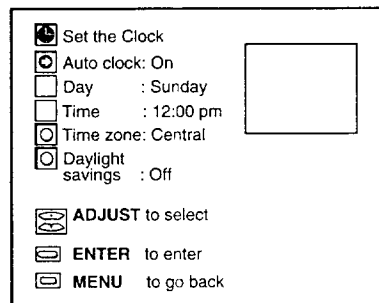 Set the Clock
Auto clock: On
Day : Sunday
Time : 12:00 pm
Time zone: Central
Daylight
savings : Off
ADJUST to select
ENTER to enter
MENU to go back